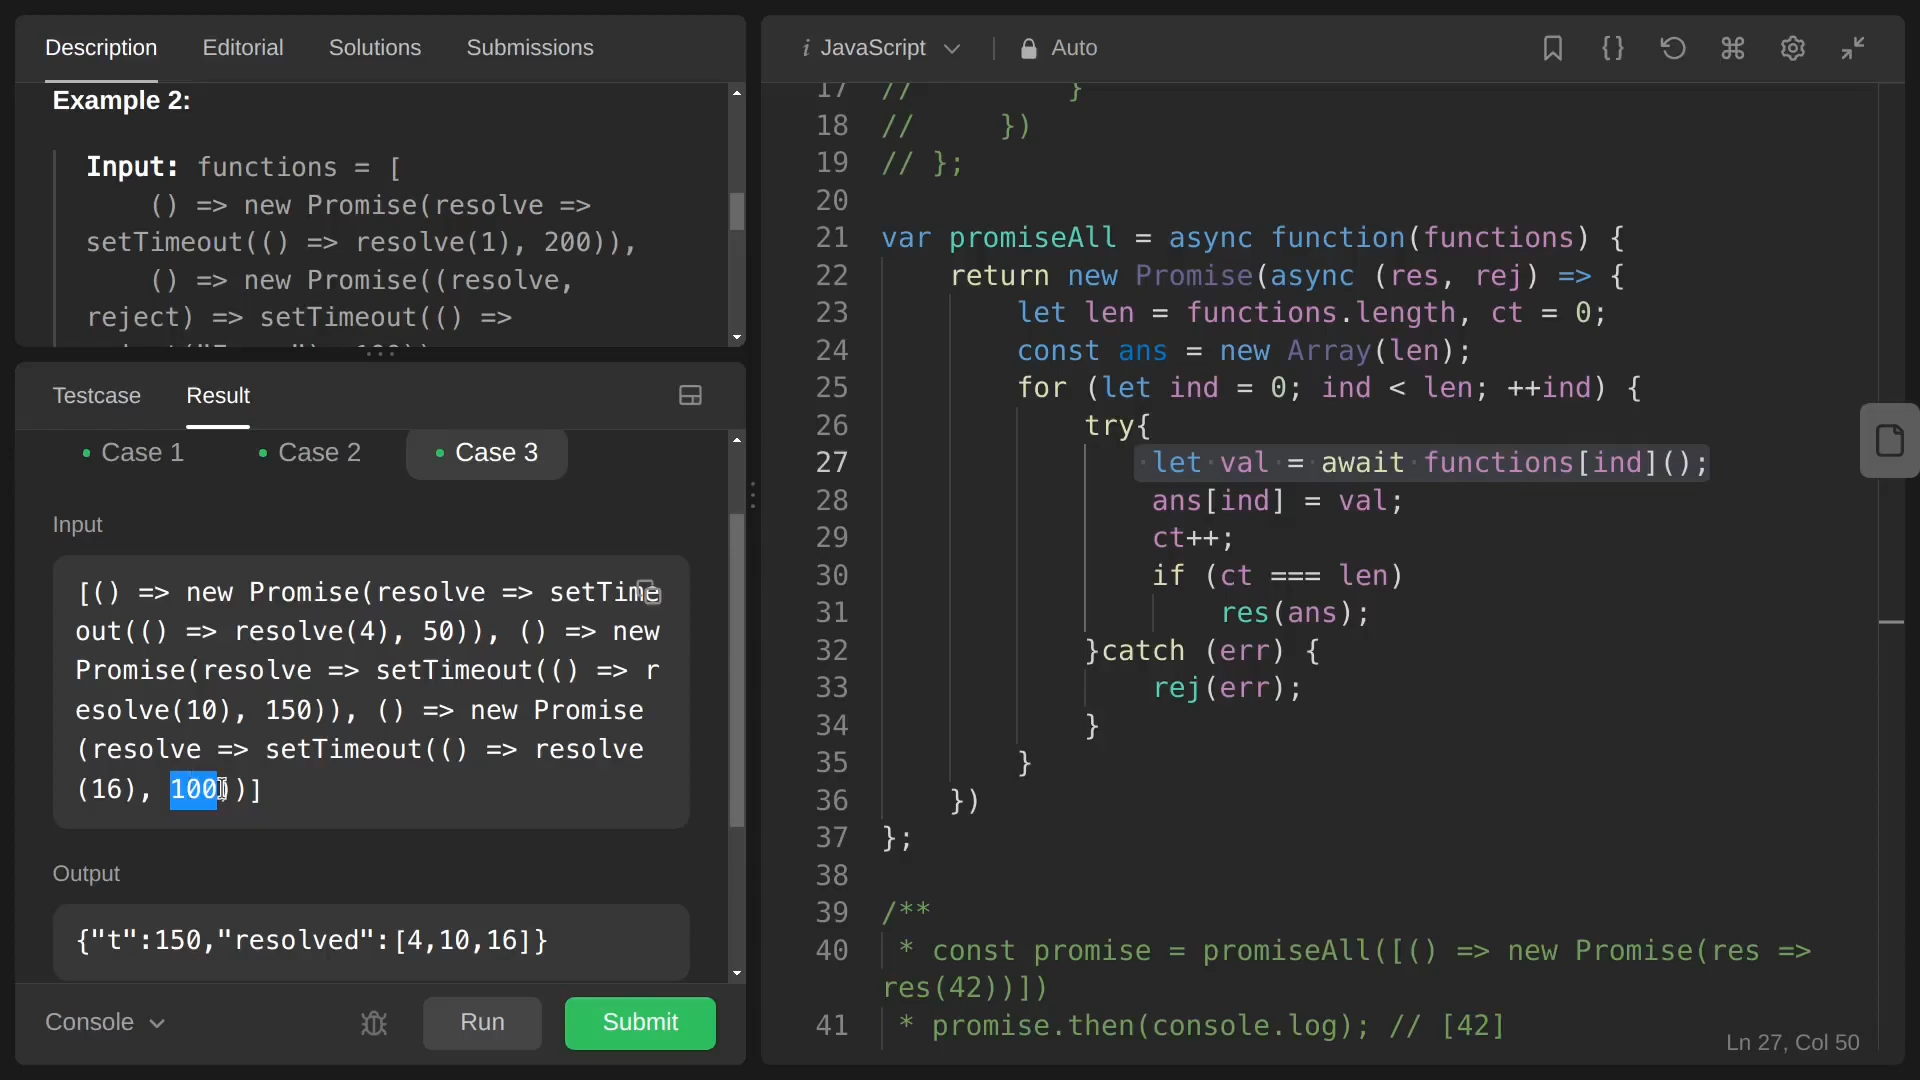 Description Editorial Solutions Submissions
Example 2:
Input: functions = [
() => new Promise(resolve =>
setTimeout(() => resolve(1), 200)),
() => new Promise((resolve,
reject) => setTimeout(() =>
Testcase Result
Case 1 Case 2 Case 3
Input
[() => new Promise(resolve => setTime
out(() => resolve(4), 50)), () => new
Promise(resolve => setTimeout(() => r
esolve(10), 150)), () => new Promise
(resolve => setTimeout(() => resolve
(16), 100))]
Output
{"t":150,"resolved":[4,10,16]}
Console Run Submit
i JavaScript Auto
17 // }
18 // })
19 // };
20
21 var promiseAll = async function(functions) {
22 return new Promise(async (res, rej) => {
23 let len = functions.length, ct = 0;
24 const ans = new Array(len);
25 for (let ind = 0; ind < len; ++ind) {
26 try{
27 let val = await functions[ind]();
28 ans[ind] = val;
29 ct++;
30 if (ct === len)
31 res(ans);
32 }catch (err) {
33 rej(err);
34 }
35 }
36 })
37 };
38
39 /**
40 * const promise = promiseAll([() => new Promise(res =>
res(42))])
41 * promise.then(console.log); // [42]
Ln 27, Col 50